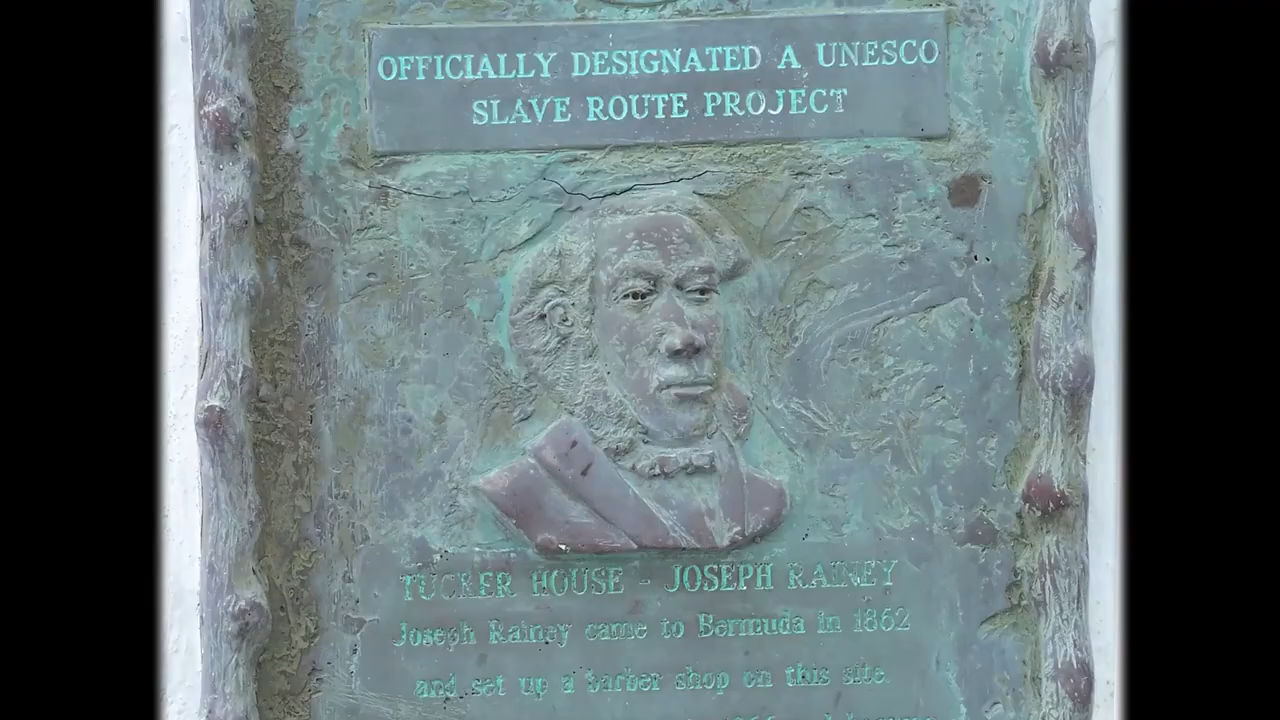 OFFICIALLY DESIGNATED A UNESCO
SLAVE ROUTE PROJECT
TUCKER HOUSE - JOSEPH RAINEY
Joseph Rainey came to Bermuda in 1862
and set up a barber shop on this site.